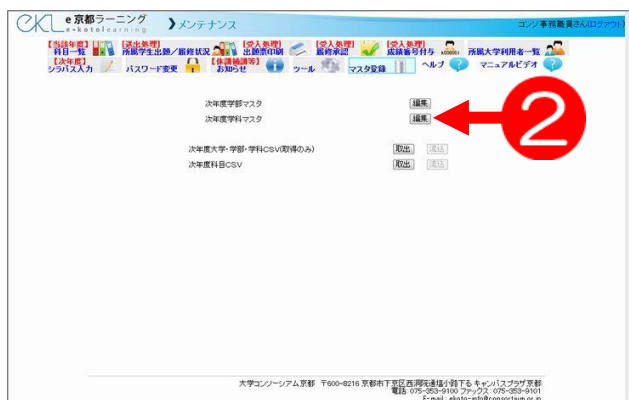 e京都ラーニング
e-kotolearning
メンテナンス
コンソ事務職員さん(ログアウト)
【当該年度】
科目一覧
【送出処理】
所属学生出願/履修状況
【受入処理】
出願票印刷
【受入処理】
履修承認
【受入処理】
成績番号付与
所属大学利用者一覧
【次年度】
シラバス入力
パスワード変更
【休講補講等】
お知らせ
ツール
マスタ登録
ヘルプ
マニュアルビデオ
次年度学部マスタ 編集
次年度学科マスタ 編集
2
次年度大学・学部・学科CSV(取得のみ) 取出 流込
次年度科目CSV 取出 流込
大学コンソーシアム京都 〒600-8216 京都市下京区西洞院通塩小路下る キャンパスプラザ京都
電話: 075-353-9100 ファックス: 075-353-9101